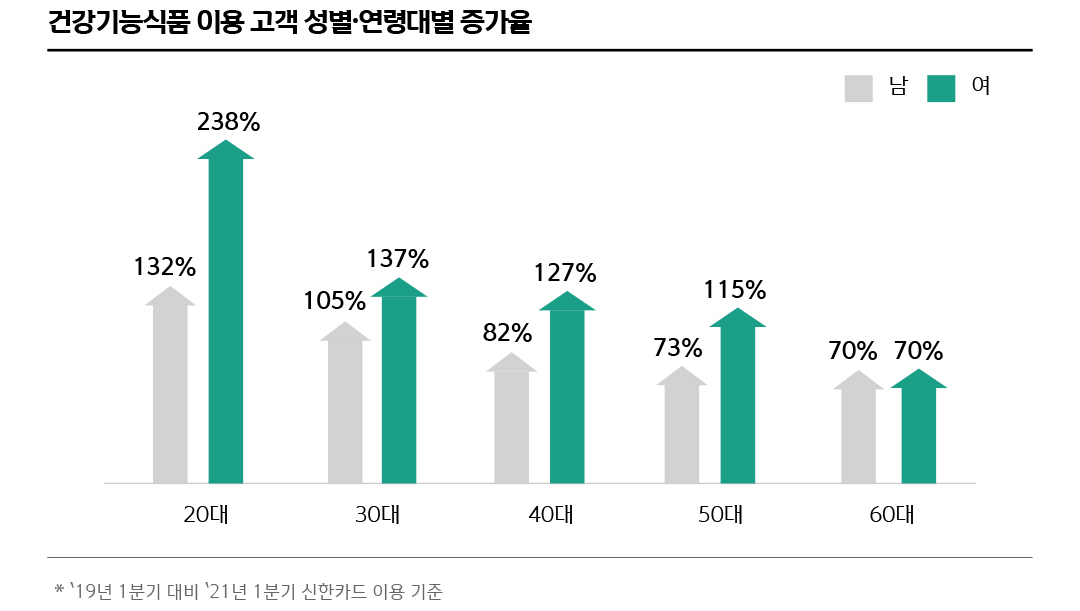 건강기능식품 이용 고객 성별·연령대별 증가율
남 여
238%
132%
137%
105%
127%
82%
115%
73%
70% 70%
20대 30대 40대 50대 60대
* ‘19년 1분기 대비 ‘21년 1분기 신한카드 이용 기준